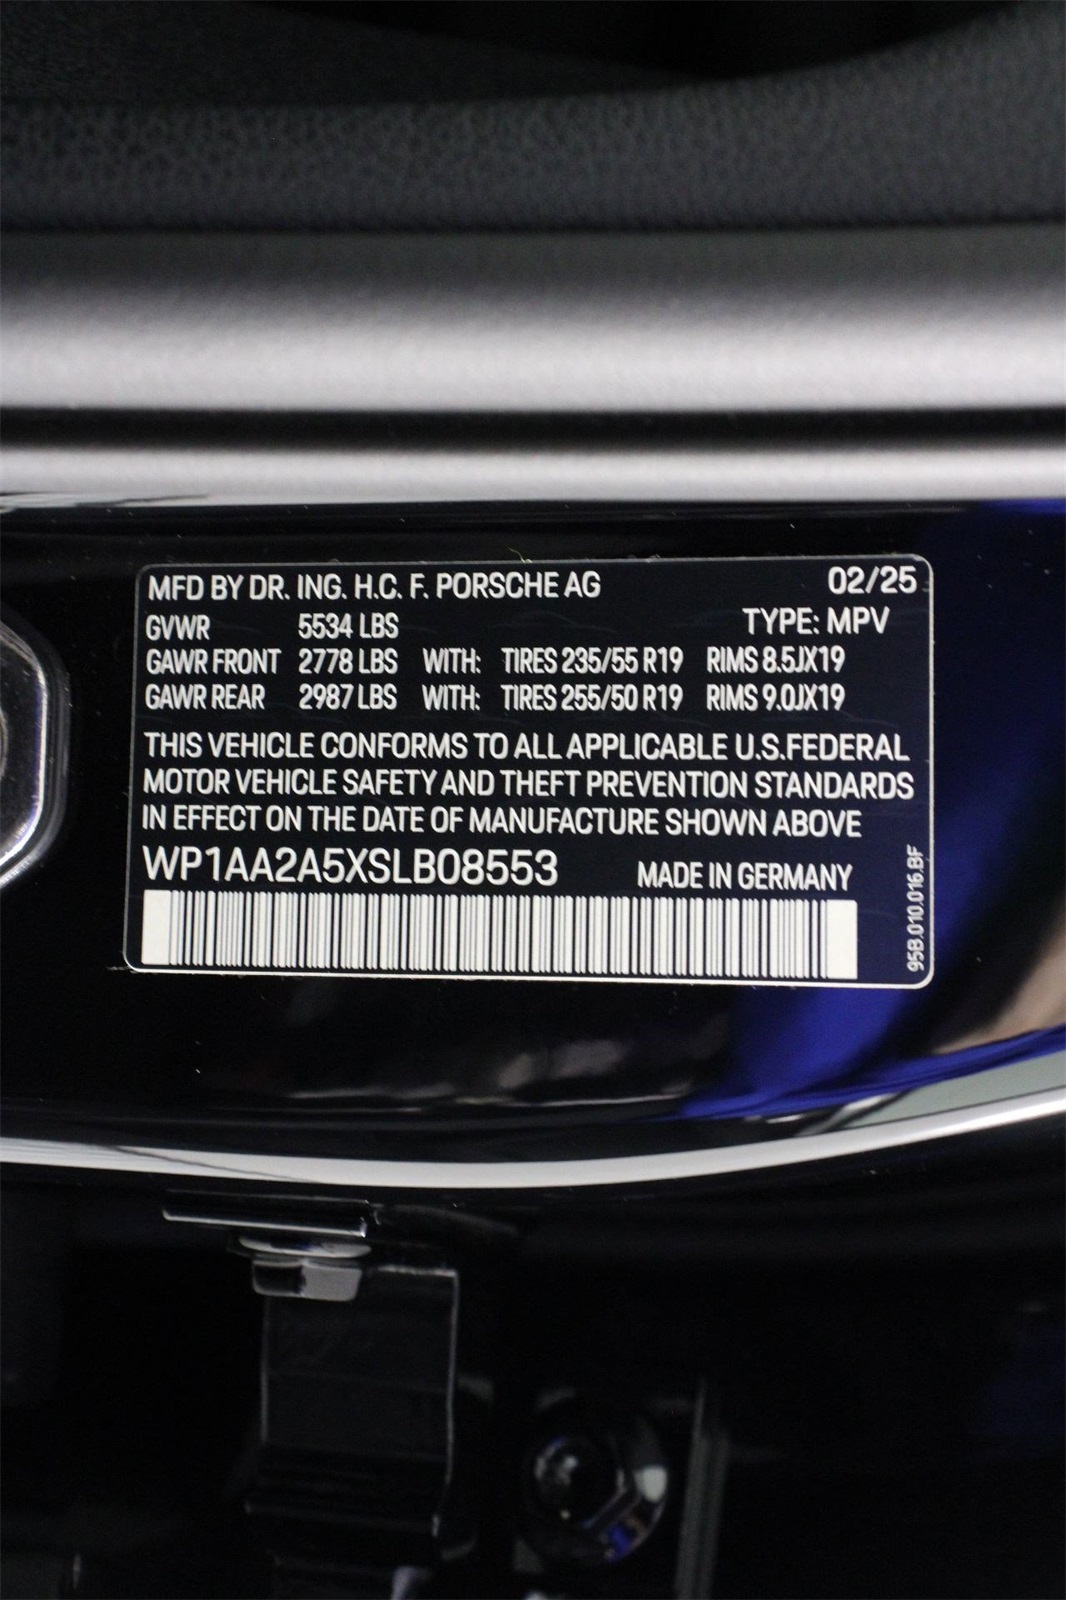 MFD BY DR. ING. H.C. F. PORSCHE AG 02/25
GVWR 5534 LBS TYPE: MPV
GAWR FRONT 2778 LBS WITH: TIRES 235/55 R19 RIMS 8.5JX19
GAWR REAR 2987 LBS WITH: TIRES 255/50 R19 RIMS 9.0JX19
THIS VEHICLE CONFORMS TO ALL APPLICABLE U.S.FEDERAL
MOTOR VEHICLE SAFETY AND THEFT PREVENTION STANDARDS
IN EFFECT ON THE DATE OF MANUFACTURE SHOWN ABOVE
WP1AA2A5XSLB08553 MADE IN GERMANY
95B.010.016.BF